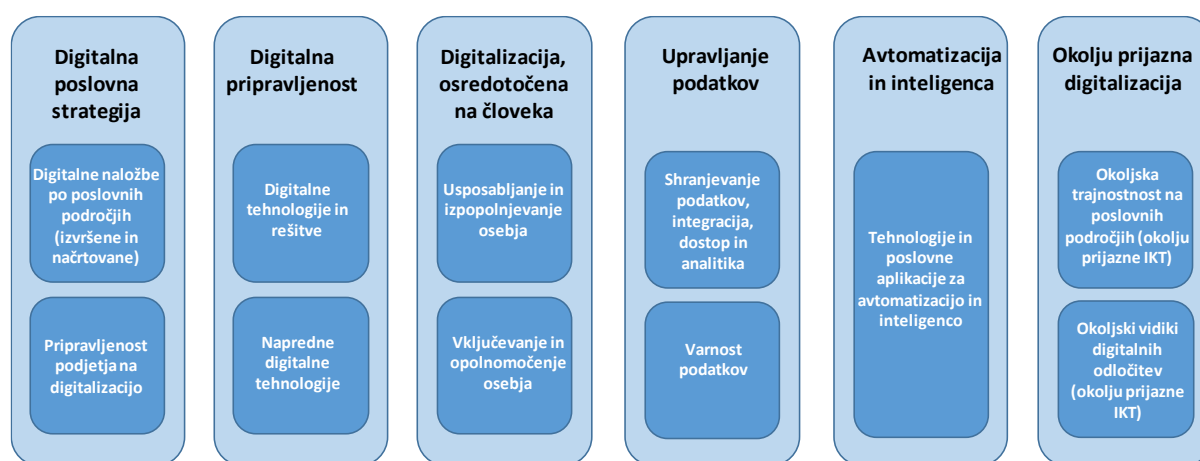 Digitalna
poslovna
strategija
Digitalne naložbe
po poslovnih
področjih
(izvršene in
načrtovane)
Pripravljenost
podjetja na
digitalizacijo
Digitalna
pripravljenost
Digitalne
tehnologije in
rešitve
Napredne
digitalne
tehnologije
Digitalizacija,
osredotočena
na človeka
Usposabljanje in
izpopolnjevanje
osebja
Vključevanje in
opolnomočenje
osebja
Upravljanje
podatkov
Shranjevanje
podatkov,
integracija,
dostop in
analitika
Varnost
podatkov
Avtomatizacija
in inteligenca
Tehnologije in
poslovne
aplikacije za
avtomatizacijo in
inteligenco
Okolju prijazna
digitalizacija
Okoljska
trajnostnost na
poslovnih
področjih (okolju
prijazne IKT)
Okoljski vidiki
digitalnih
odločitev
(okolju prijazne
IKT)